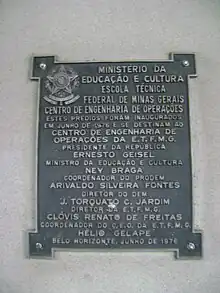 MINISTÉRIO DA
EDUCAÇÃO E CULTURA
ESCOLA TÉCNICA
FEDERAL DE MINAS GERAIS
CENTRO DE ENGENHARIA DE OPERAÇÕES
ESTES PRÉDIOS FORAM INAUGURADOS
EM JUNHO DE 1976 E SE DESTINAM AO
CENTRO DE ENGENHARIA DE
OPERAÇÕES DA E.T.F.M.G.
PRESIDENTE DA REPÚBLICA
ERNESTO GEISEL
MINISTRO DA EDUCAÇÃO E CULTURA
NEY BRAGA
COORDENADOR DO PRODEM
ARIVALDO SILVEIRA FONTES
DIRETOR DO DEM
J. TORQUATO C. JARDIM
DIRETOR DA E.T.F.M.G.
CLÓVIS RENATO DE FREITAS
COORDENADOR DO C.E.O. DA E.T.F.M.G.
HÉLIO GELAPE
BELO HORIZONTE, JUNHO DE 1976